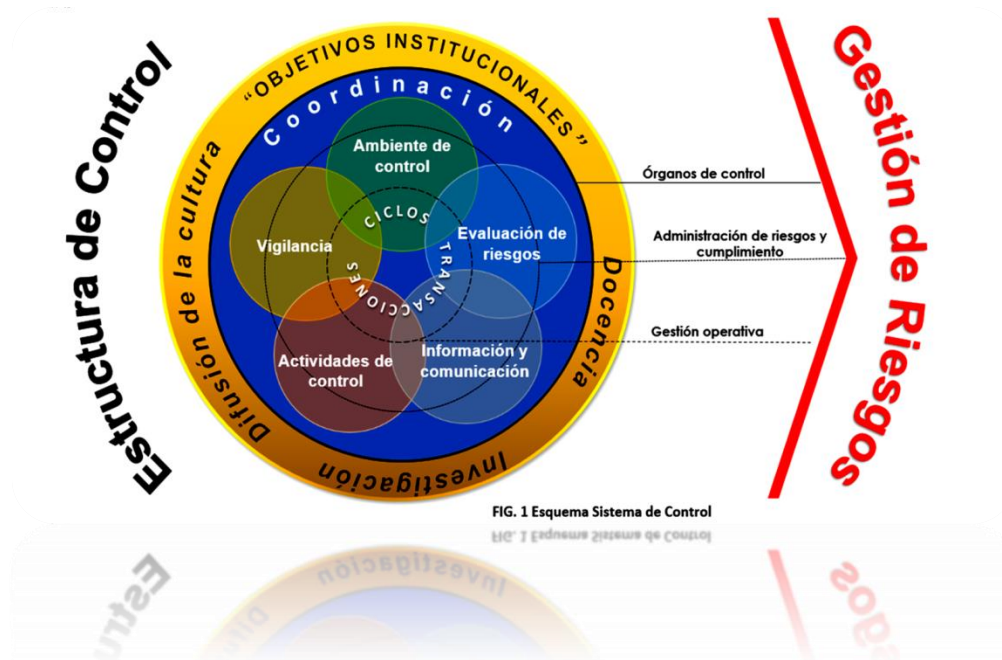 Estructura de Control
“OBJETIVOS INSTITUCIONALES”
Difusión de la cultura
Docencia
Investigación
Coordinación
Ambiente de
control
Vigilancia
Evaluación de
riesgos
CICLOS TRANSACCIONES
Actividades de
control
Información y
comunicación
Órganos de control
Administración de riesgos y
cumplimiento
Gestión operativa
Gestión de Riesgos
FIG. 1 Esquema Sistema de Control